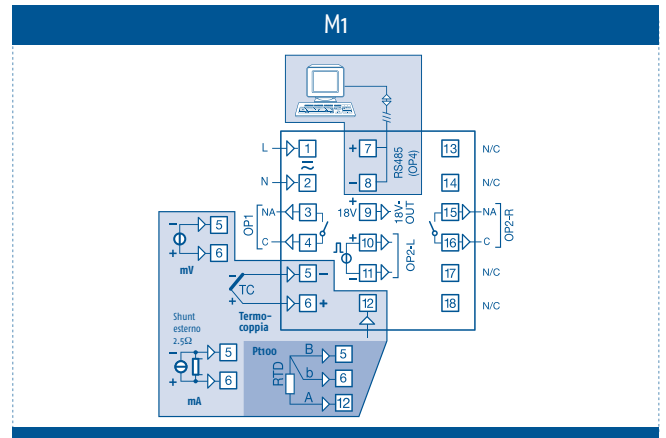 M1
L 1 + 7 RS485 (OP4) 13 N/C
N 2 − 8 14 N/C
OP1 NA 3 18V + 9 18V- OUT 15 NA OP2-R
C 4 + 10 OP2-L 16 C
− 5 5 − − 11 17 N/C
+ 6 TC
mV
+ 6 + 12 18 N/C
Termo-
coppia
Shunt
esterno
2.5Ω
− 5
+ 6
mA
Pt100
RTD B 5
b 6
A 12